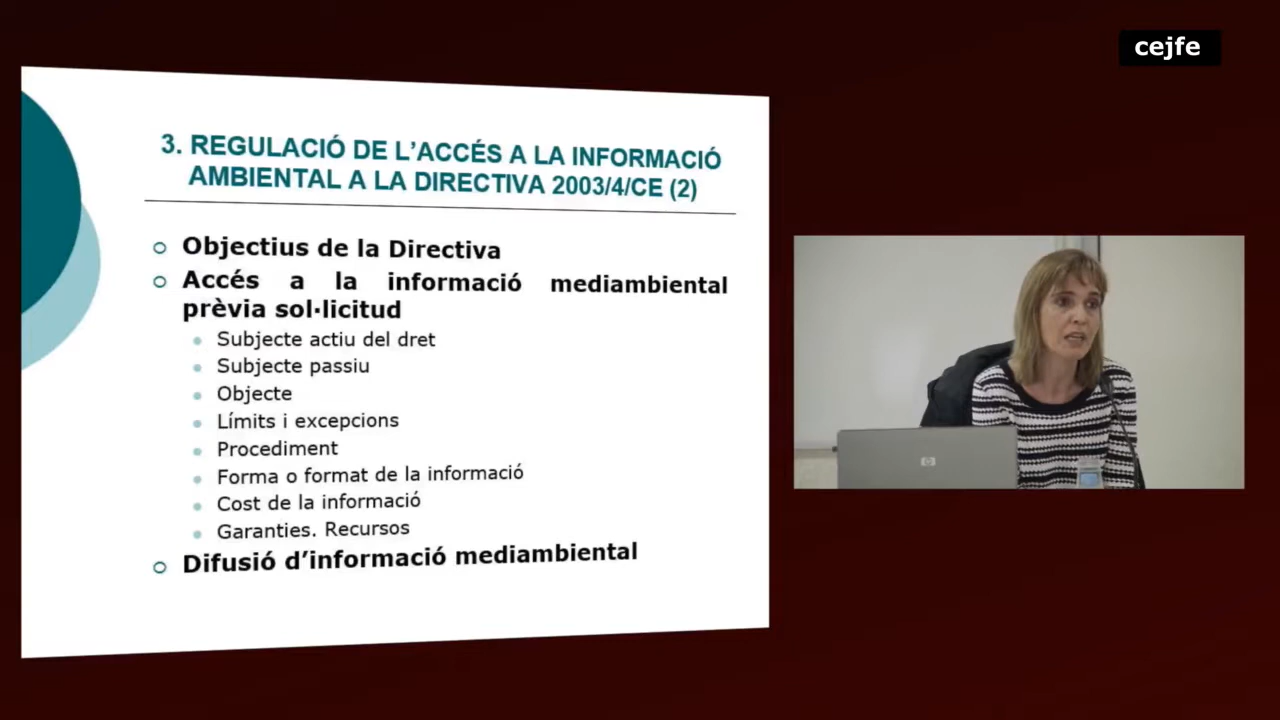 cejfe
3. REGULACIÓ DE L'ACCÉS A LA INFORMACIÓ
AMBIENTAL A LA DIRECTIVA 2003/4/CE (2)
Objectius de la Directiva
Accés a la informació mediambiental
prèvia sol·licitud
Subjecte actiu del dret
Subjecte passiu
Objecte
Límits i excepcions
Procediment
Forma o format de la informació
Cost de la informació
Garanties. Recursos
Difusió d'informació mediambiental
hp